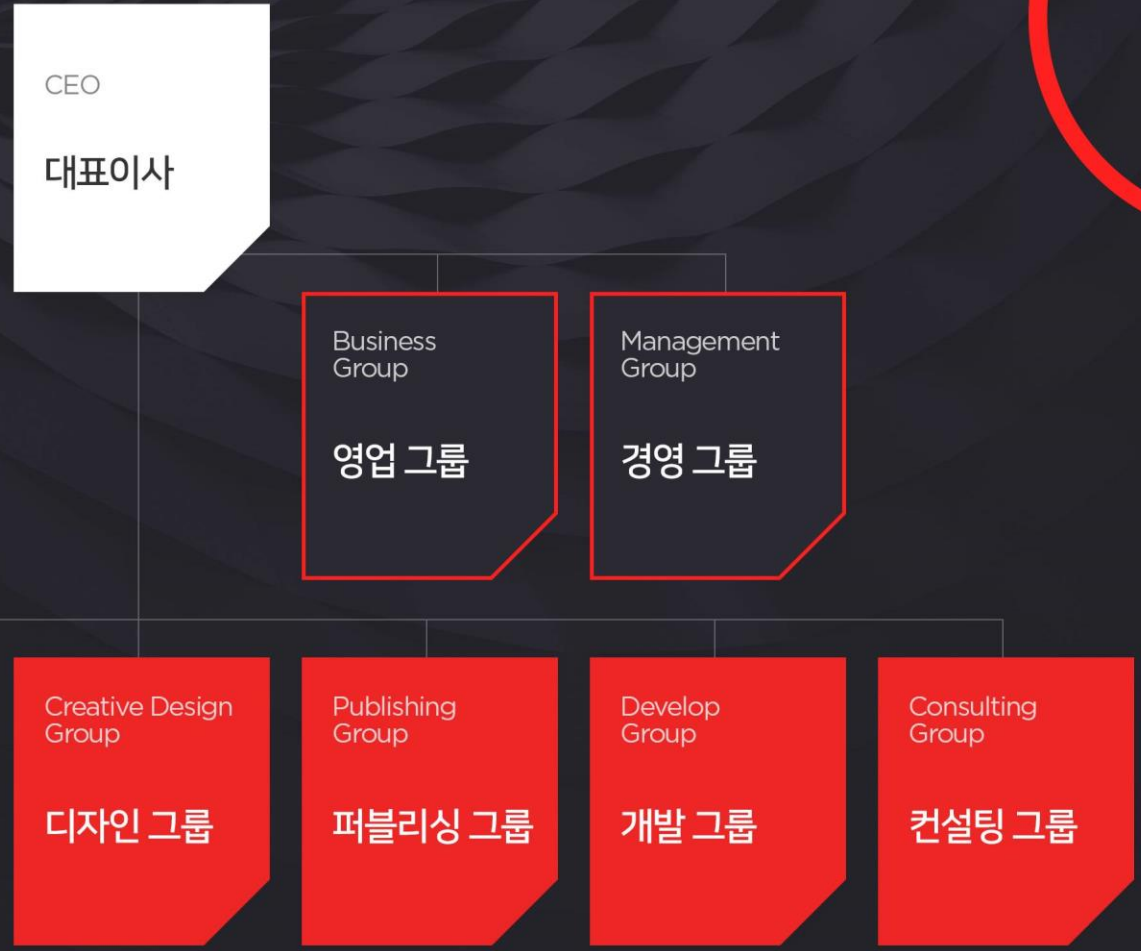 CEO
대표이사
Business
Group
영업 그룹
Management
Group
경영 그룹
Creative Design
Group
디자인 그룹
Publishing
Group
퍼블리싱 그룹
Develop
Group
개발 그룹
Consulting
Group
컨설팅 그룹